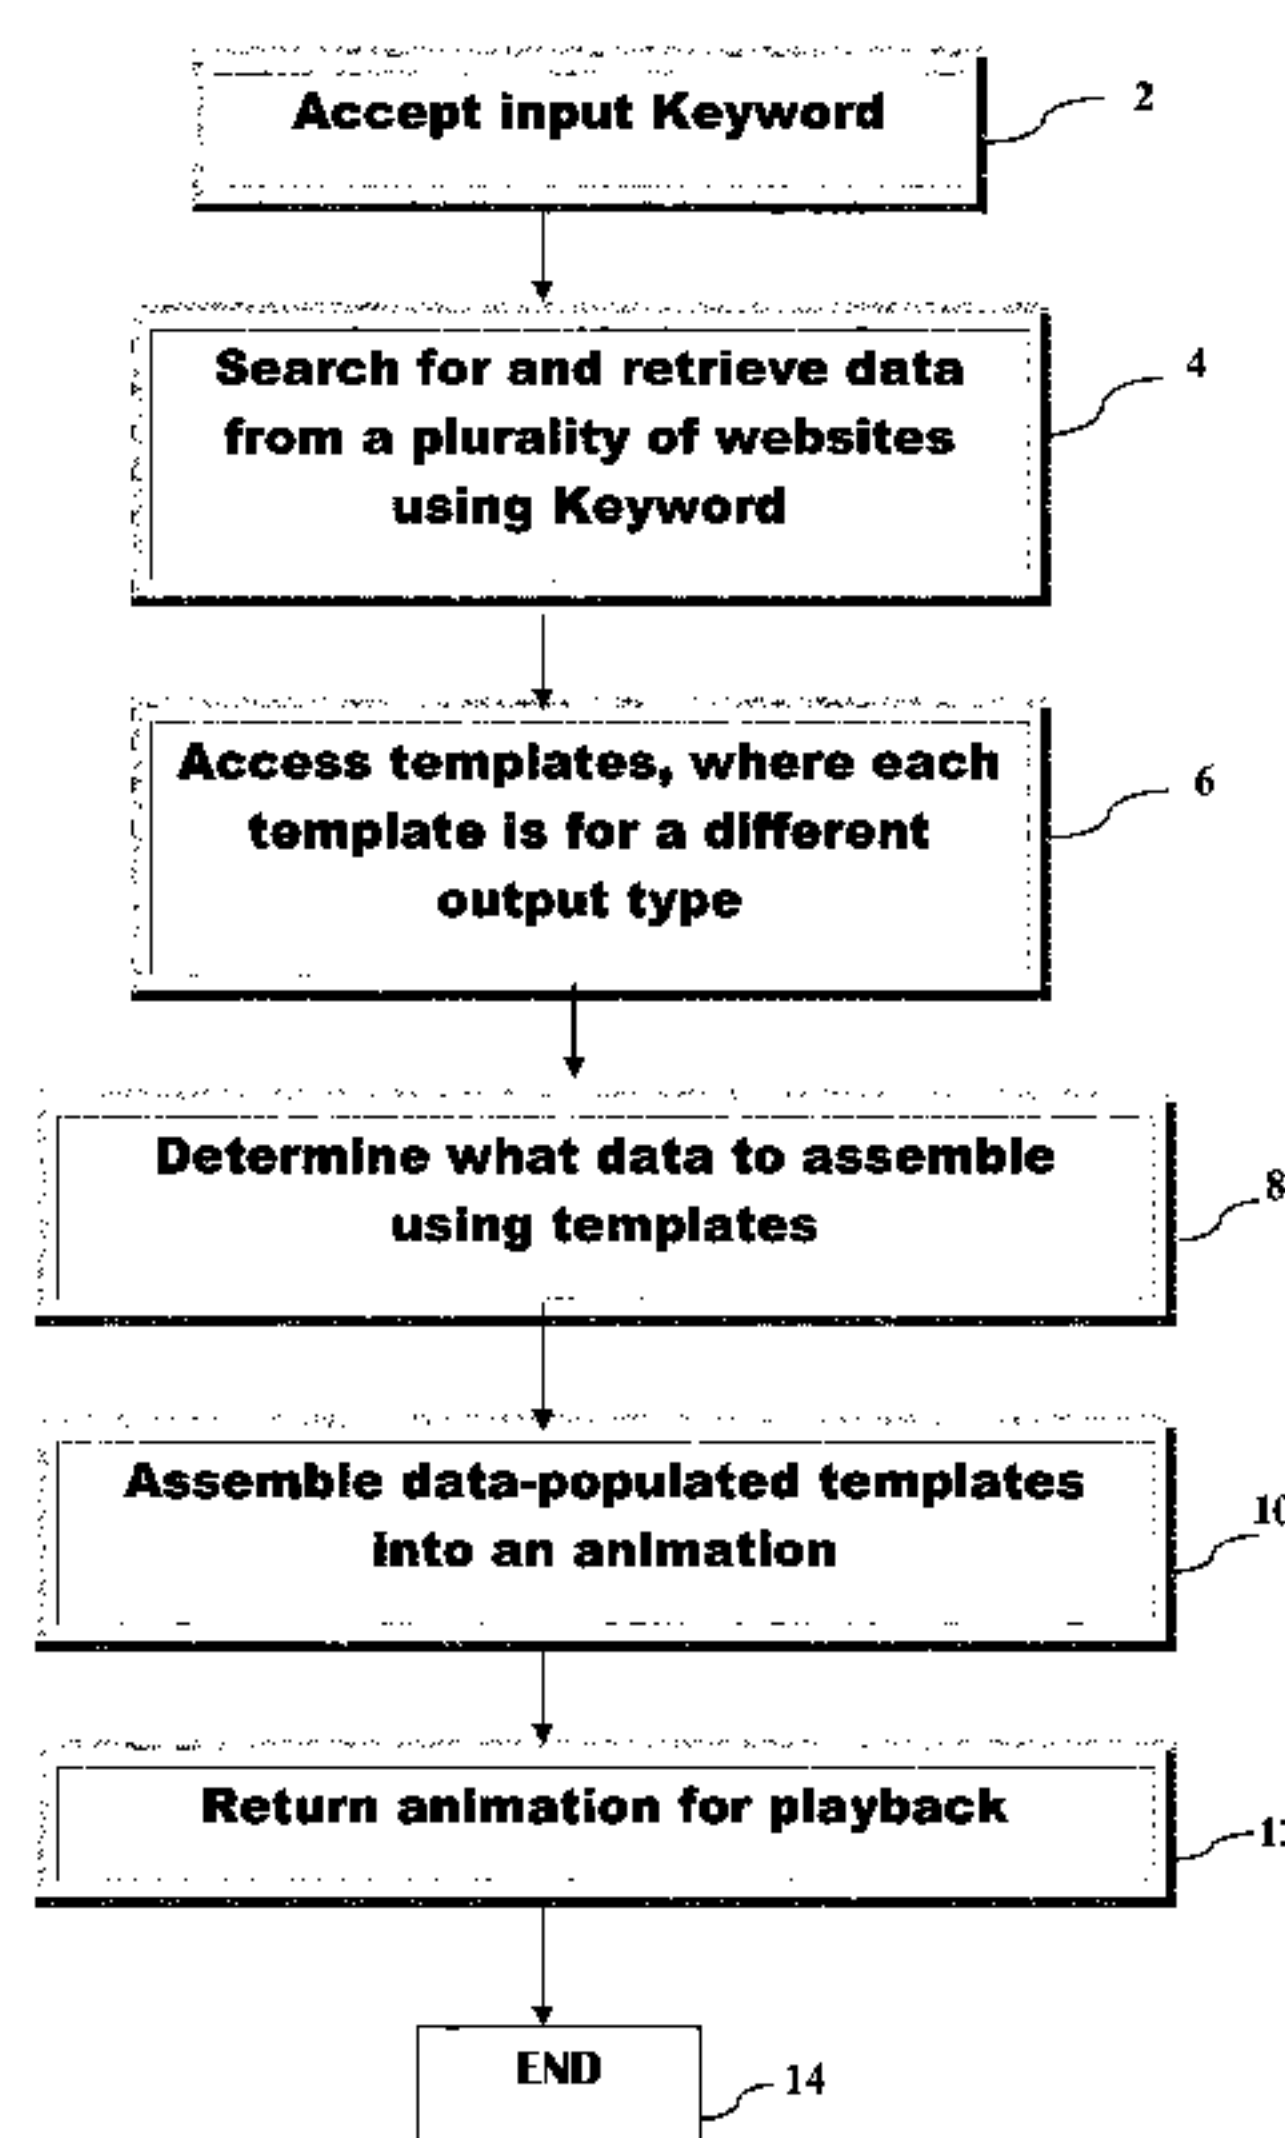 Accept input Keyword
2
Search for and retrieve data
from a plurality of websites
using Keyword
4
Access templates, where each
template is for a different
output type
6
Determine what data to assemble
using templates
8
Assemble data-populated templates
into an animation
10
Return animation for playback
END
14